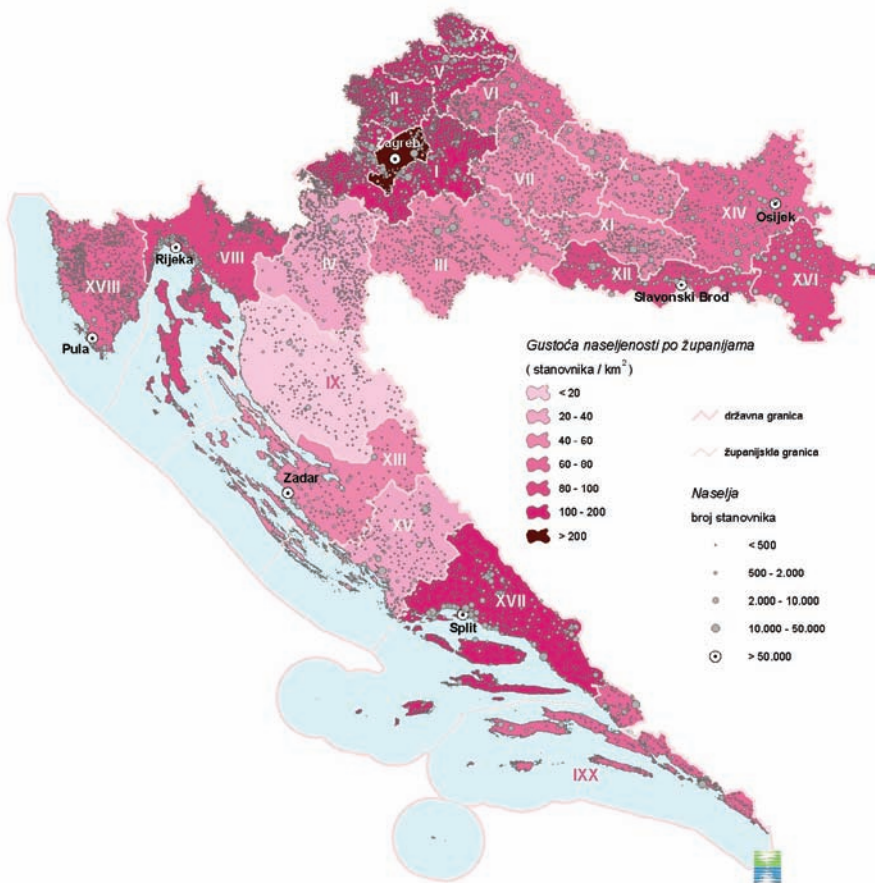 XX
V
VI
II
Zagreb
I
X
VII
XIV
Osijek
XI
IV
III
Rijeka
VIII
XVIII
XII
XVI
Slavonski Brod
Pula
IX
Gustoća naseljenosti po županijama
( stanovnika / km²)
< 20
20 - 40
40 - 60
60 - 80
80 - 100
100 - 200
> 200
državna granica
županijska granica
Naselja
broj stanovnika
< 500
500 - 2.000
2.000 - 10.000
10.000 - 50.000
> 50.000
XIII
Zadar
XV
XVII
Split
IXX